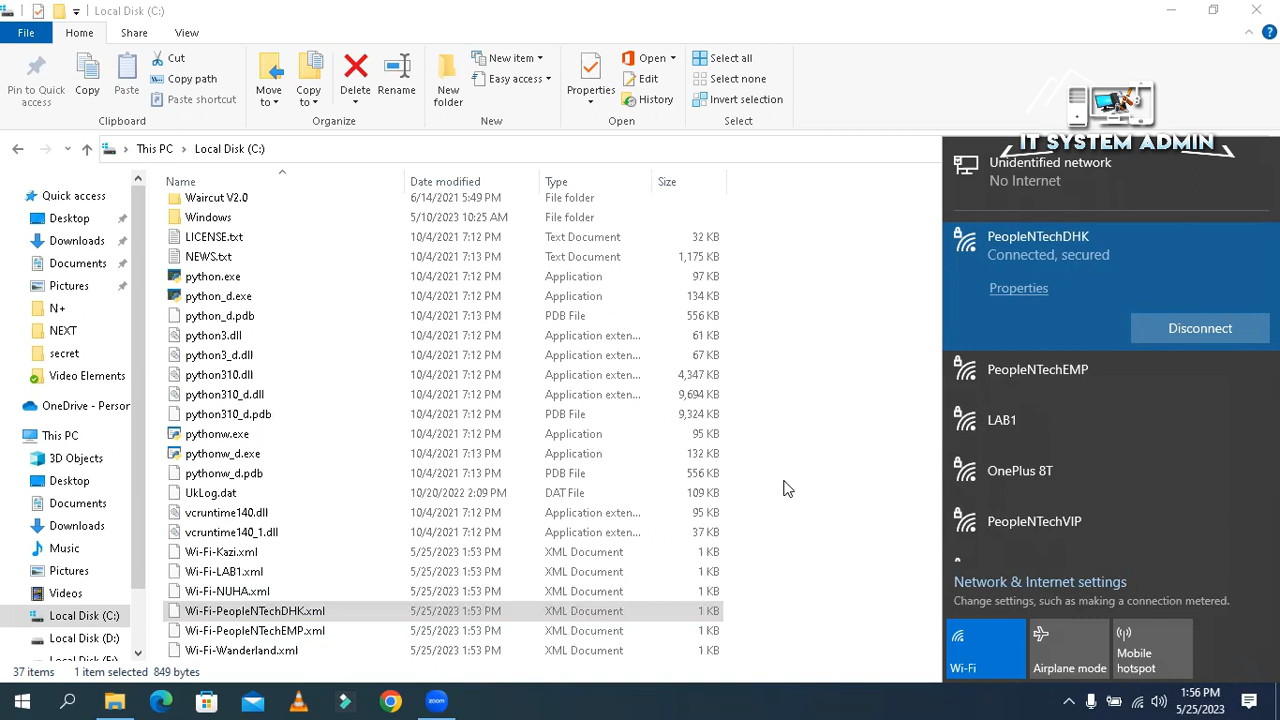 Local Disk (C:)
File Home Share View
Pin to Quick access
Copy
Paste
Cut
Copy path
Paste shortcut
Clipboard
Move to
Copy to
Delete
Rename
Organize
New folder
New item
Easy access
New
Properties
Open
Edit
History
Open
Select all
Select none
Invert selection
Select
IT SYSTEM ADMIN
This PC Local Disk (C:)
Quick access
Desktop
Downloads
Documents
Pictures
N+
NEXT
secret
Video Elements
OneDrive - Person
This PC
3D Objects
Desktop
Documents
Downloads
Music
Pictures
Videos
Local Disk (C:)
Local Disk (D:)
Name Date modified Type Size
Waircut V2.0 6/14/2021 5:49 PM File folder
Windows 5/10/2023 10:25 AM File folder
LICENSE.txt 10/4/2021 7:12 PM Text Document 32 KB
NEWS.txt 10/4/2021 7:13 PM Text Document 1,175 KB
python.exe 10/4/2021 7:12 PM Application 97 KB
python_d.exe 10/4/2021 7:12 PM Application 134 KB
python_d.pdb 10/4/2021 7:12 PM PDB File 556 KB
python3.dll 10/4/2021 7:12 PM Application exten... 61 KB
python3_d.dll 10/4/2021 7:12 PM Application exten... 67 KB
python310.dll 10/4/2021 7:12 PM Application exten... 4,347 KB
python310_d.dll 10/4/2021 7:12 PM Application exten... 9,694 KB
python310_d.pdb 10/4/2021 7:12 PM PDB File 9,324 KB
pythonw.exe 10/4/2021 7:12 PM Application 95 KB
pythonw_d.exe 10/4/2021 7:12 PM Application 132 KB
pythonw_d.pdb 10/4/2021 7:12 PM PDB File 556 KB
UkLog.dat 10/20/2022 2:09 PM DAT File 109 KB
vcruntime140.dll 10/4/2021 7:12 PM Application exten... 95 KB
vcruntime140_1.dll 10/4/2021 7:12 PM Application exten... 37 KB
Wi-Fi-Kazi.xml 5/25/2023 1:53 PM XML Document 1 KB
Wi-Fi-LAB1.xml 5/25/2023 1:53 PM XML Document 1 KB
Wi-Fi-NUHA.xml 5/25/2023 1:53 PM XML Document 1 KB
Wi-Fi-PeopleNTechDHK.xml 5/25/2023 1:53 PM XML Document 1 KB
Wi-Fi-PeopleNTechEMP.xml 5/25/2023 1:53 PM XML Document 1 KB
Wi-Fi-Wanderland.xml 5/25/2023 1:53 PM XML Document 1 KB
37 items 1 item selected 849 bytes
Unidentified network
No Internet
PeopleNTechDHK
Connected, secured
Properties
Disconnect
PeopleNTechEMP
LAB1
OnePlus 8T
PeopleNTechVIP
Network & Internet settings
Change settings, such as making a connection metered.
Wi-Fi
Airplane mode
Mobile hotspot
zoom
1:56 PM
5/25/2023